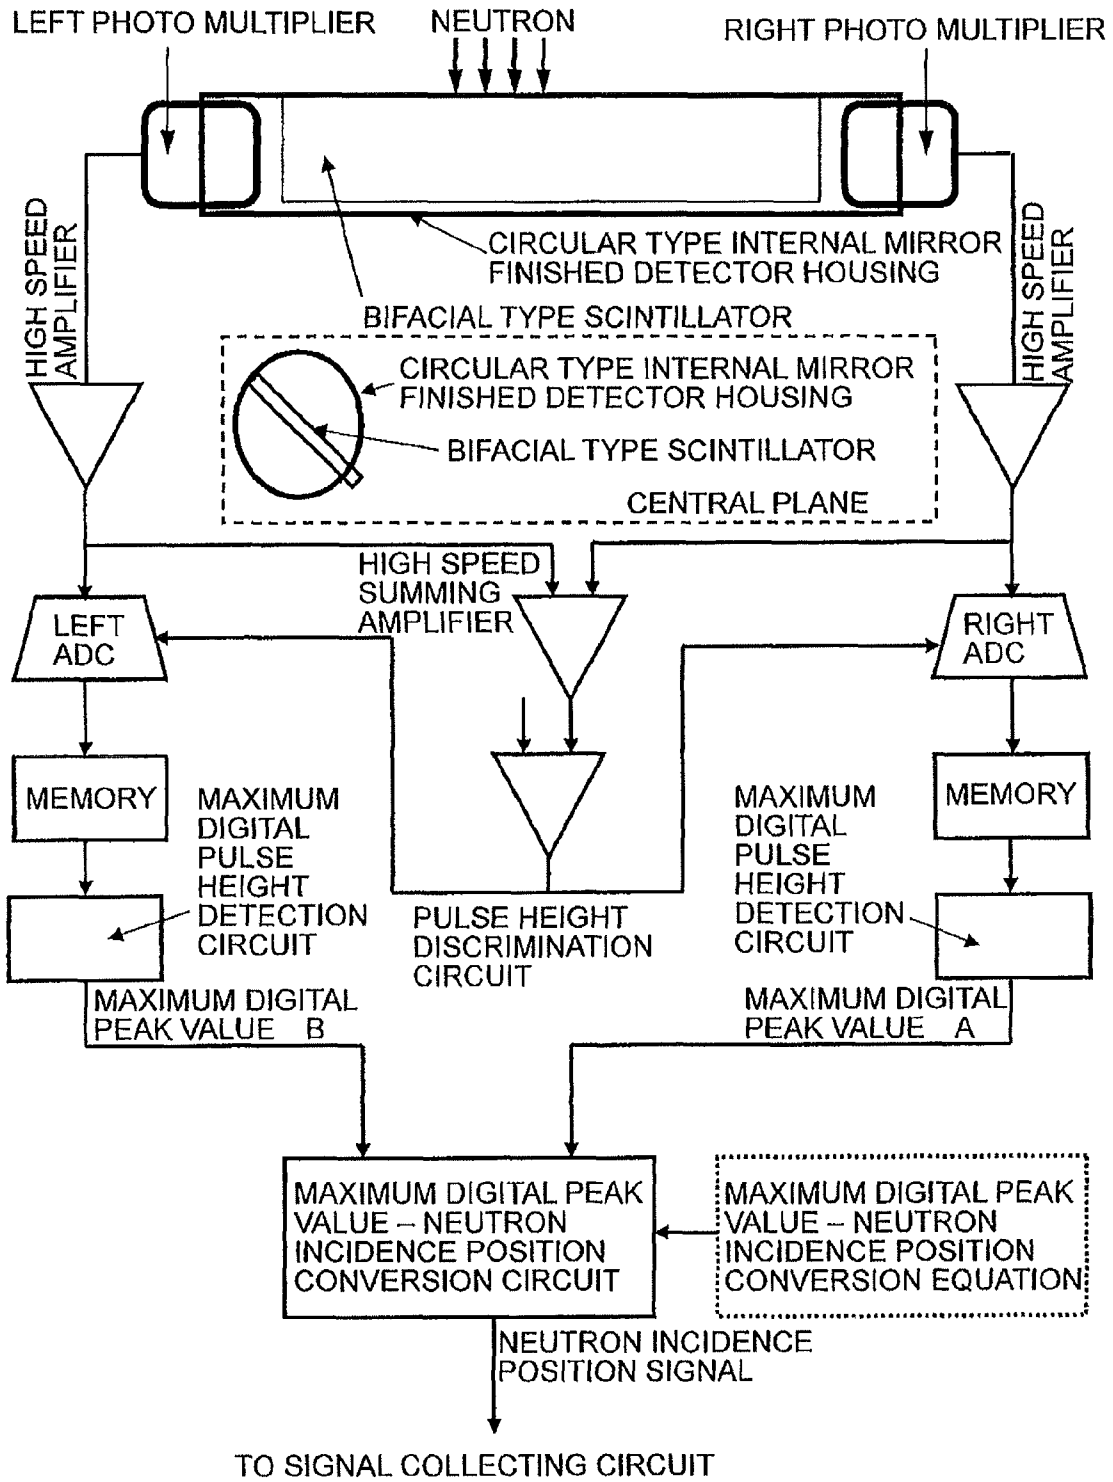 LEFT PHOTO MULTIPLIER
NEUTRON
RIGHT PHOTO MULTIPLIER
HIGH SPEED
AMPLIFIER
CIRCULAR TYPE INTERNAL MIRROR
FINISHED DETECTOR HOUSING
HIGH SPEED
AMPLIFIER
BIFACIAL TYPE SCINTILLATOR
CIRCULAR TYPE INTERNAL MIRROR
FINISHED DETECTOR HOUSING
BIFACIAL TYPE SCINTILLATOR
CENTRAL PLANE
HIGH SPEED
SUMMING
AMPLIFIER
LEFT
ADC
RIGHT
ADC
MEMORY
MAXIMUM
DIGITAL
PULSE
HEIGHT
DETECTION
CIRCUIT
MAXIMUM
DIGITAL
PULSE
HEIGHT
DETECTION
CIRCUIT
MEMORY
PULSE HEIGHT
DISCRIMINATION
CIRCUIT
MAXIMUM DIGITAL
PEAK VALUE B
MAXIMUM DIGITAL
PEAK VALUE A
MAXIMUM DIGITAL PEAK
VALUE – NEUTRON
INCIDENCE POSITION
CONVERSION CIRCUIT
MAXIMUM DIGITAL PEAK
VALUE – NEUTRON
INCIDENCE POSITION
CONVERSION EQUATION
NEUTRON INCIDENCE
POSITION SIGNAL
TO SIGNAL COLLECTING CIRCUIT